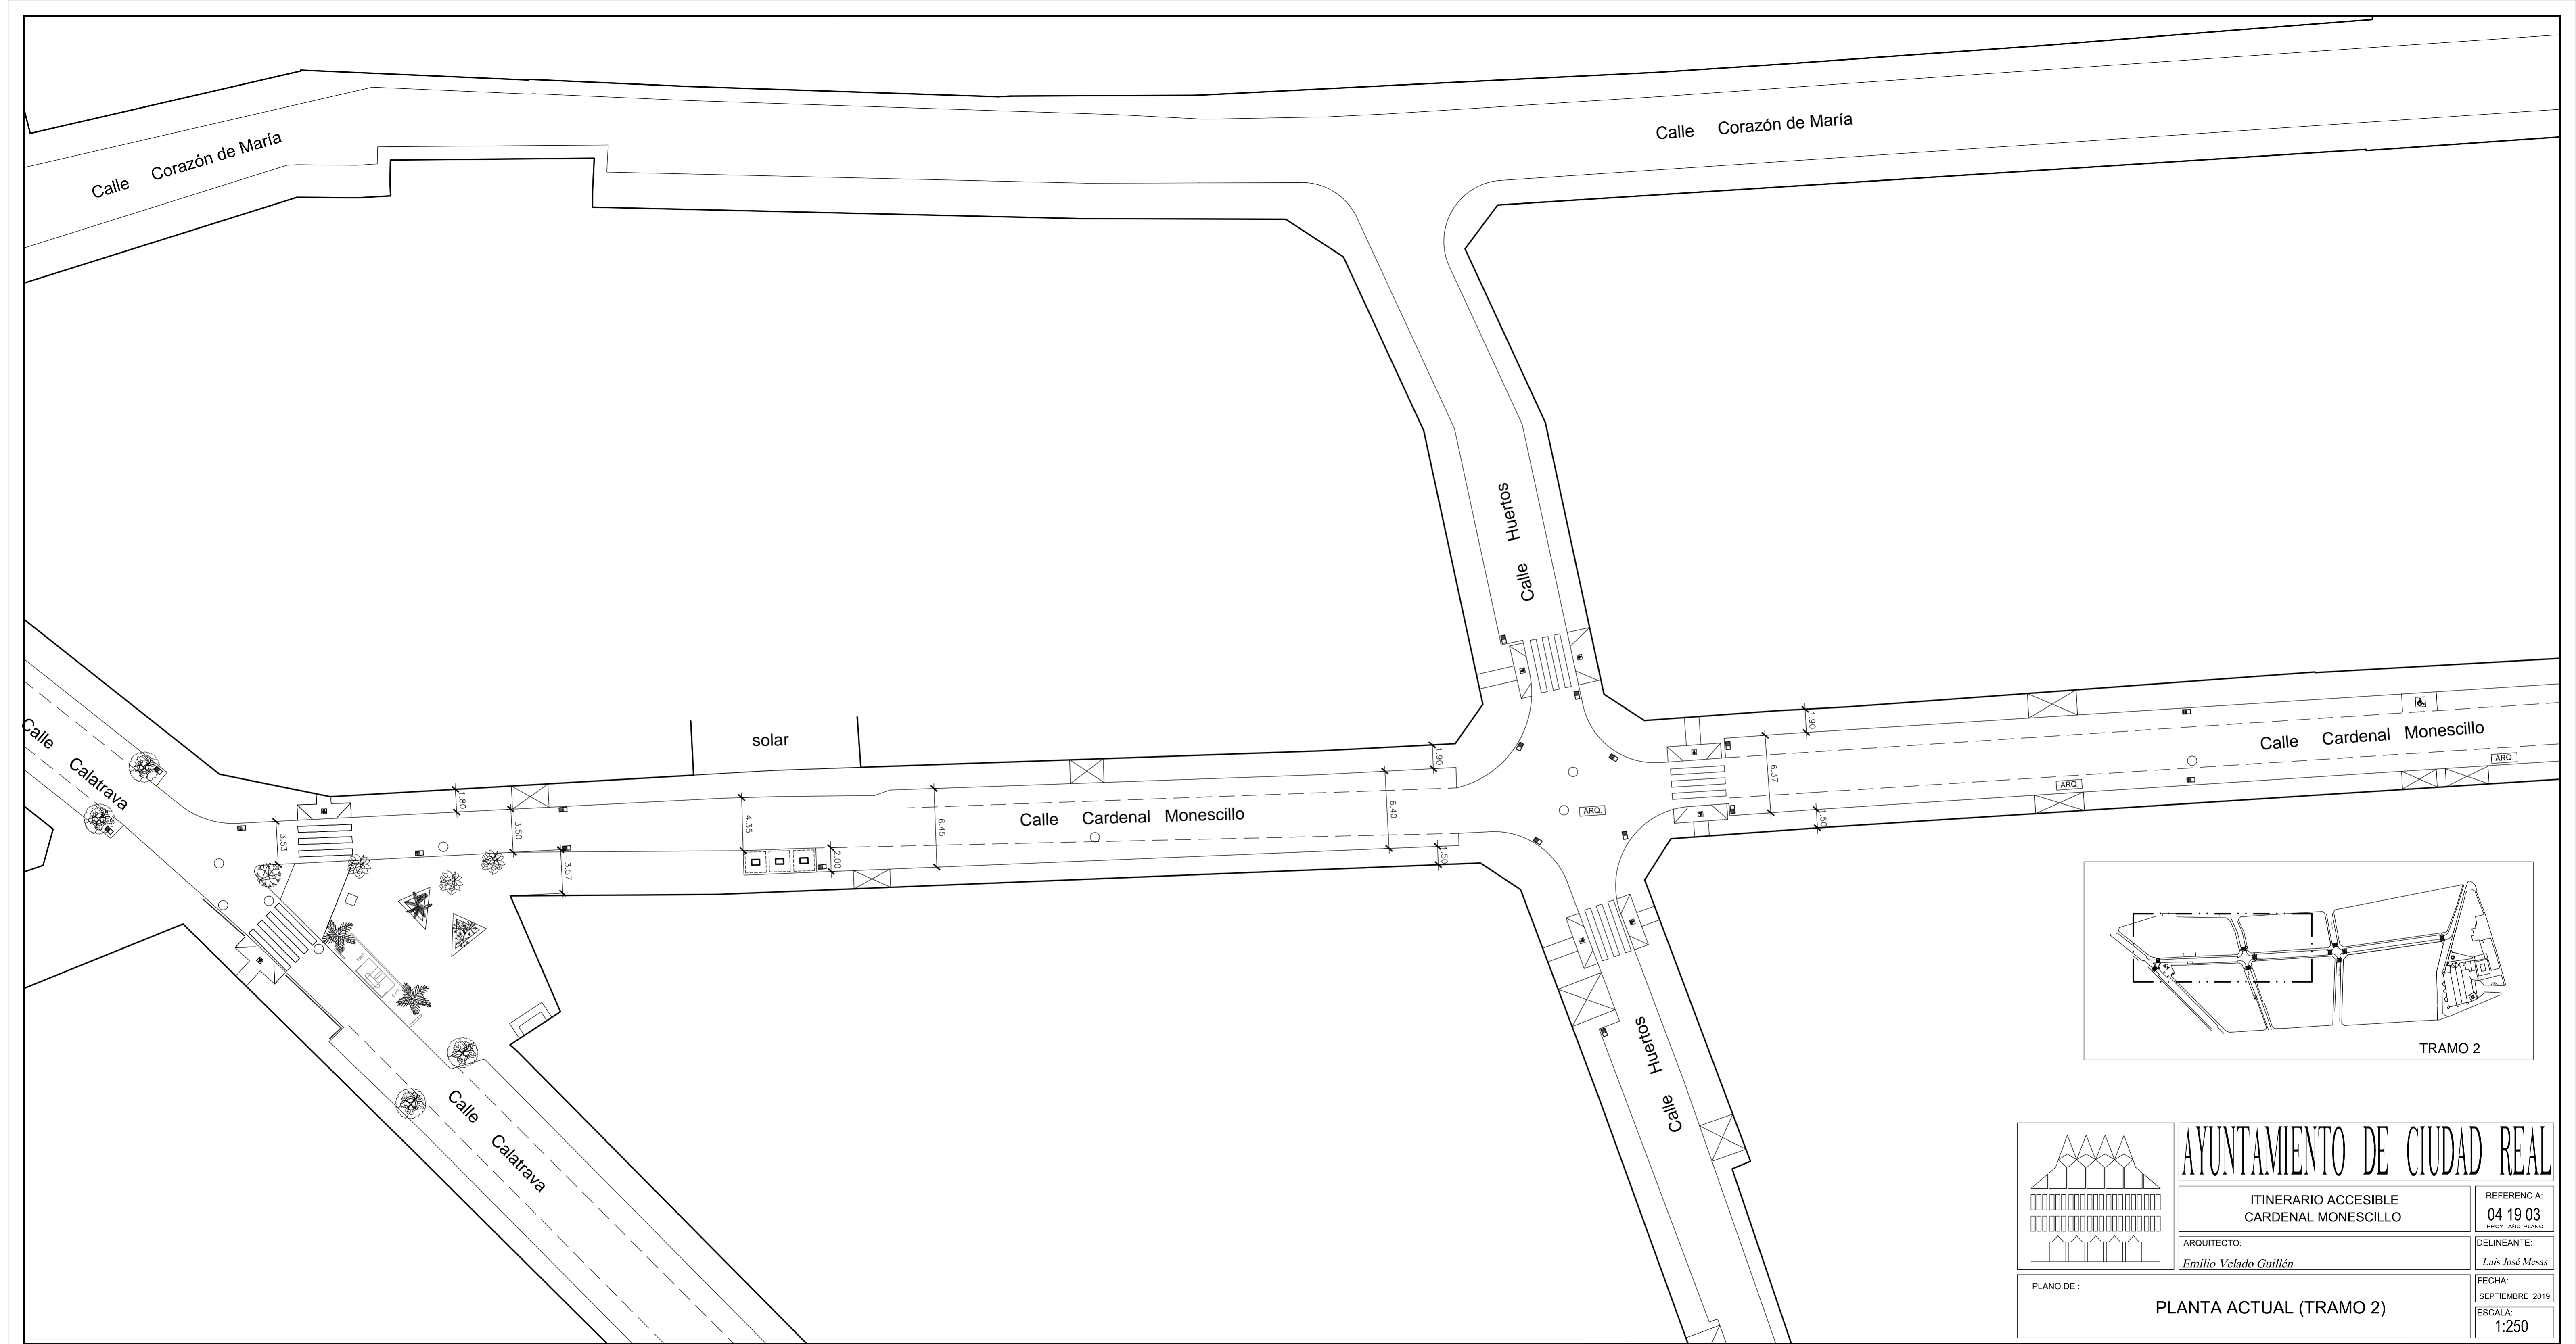 Calle Corazón de María
Calle Corazón de María
Calle Huertos
solar
Calle Calatrava
Calle Cardenal Monescillo
Calle Cardenal Monescillo
1.90
1.90
1.80
3.53
3.50
4.35
6.45
6.40
6.37
3.57
2.00
1.50
1.50
ARQ.
ARQ.
ARQ.
Calle Huertos
Calle Calatrava
TRAMO 2
AYUNTAMIENTO DE CIUDAD REAL
ITINERARIO ACCESIBLE
CARDENAL MONESCILLO
REFERENCIA:
04 19 03
PROY AÑO PLANO
ARQUITECTO:
Emilio Velado Guillén
DELINEANTE:
Luis José Mesas
PLANO DE :
PLANTA ACTUAL (TRAMO 2)
FECHA:
SEPTIEMBRE 2019
ESCALA:
1:250